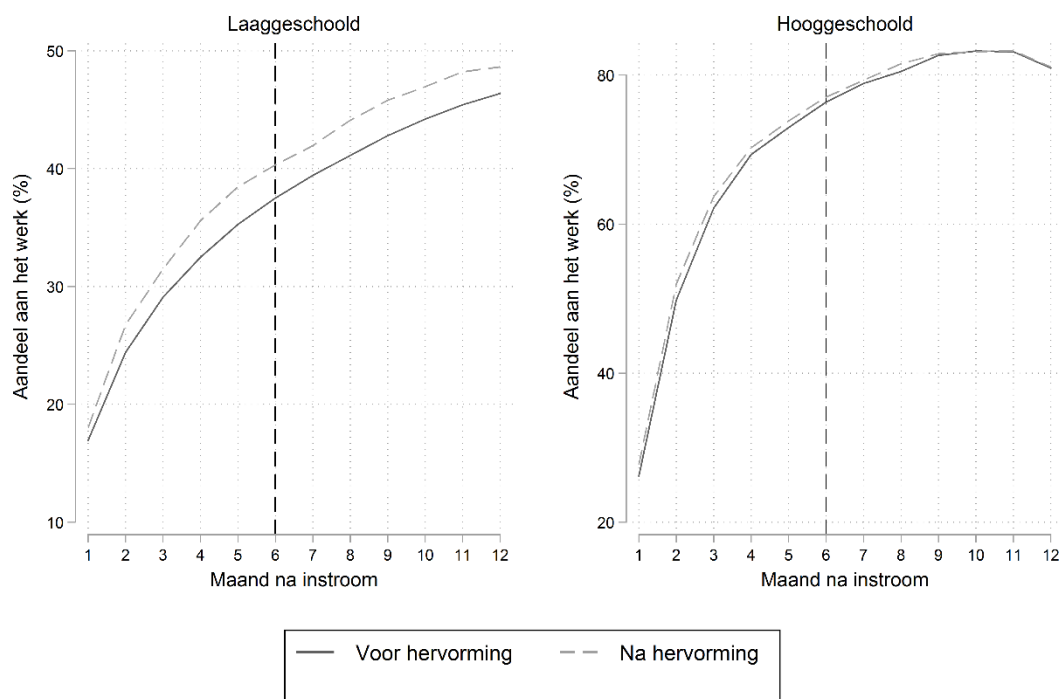 Laaggeschoold
Hooggeschoold
Aandeel aan het werk (%)
50
40
30
20
10
1 2 3 4 5 6 7 8 9 10 11 12
Maand na instroom
Aandeel aan het werk (%)
80
60
40
20
1 2 3 4 5 6 7 8 9 10 11 12
Maand na instroom
Voor hervorming
Na hervorming